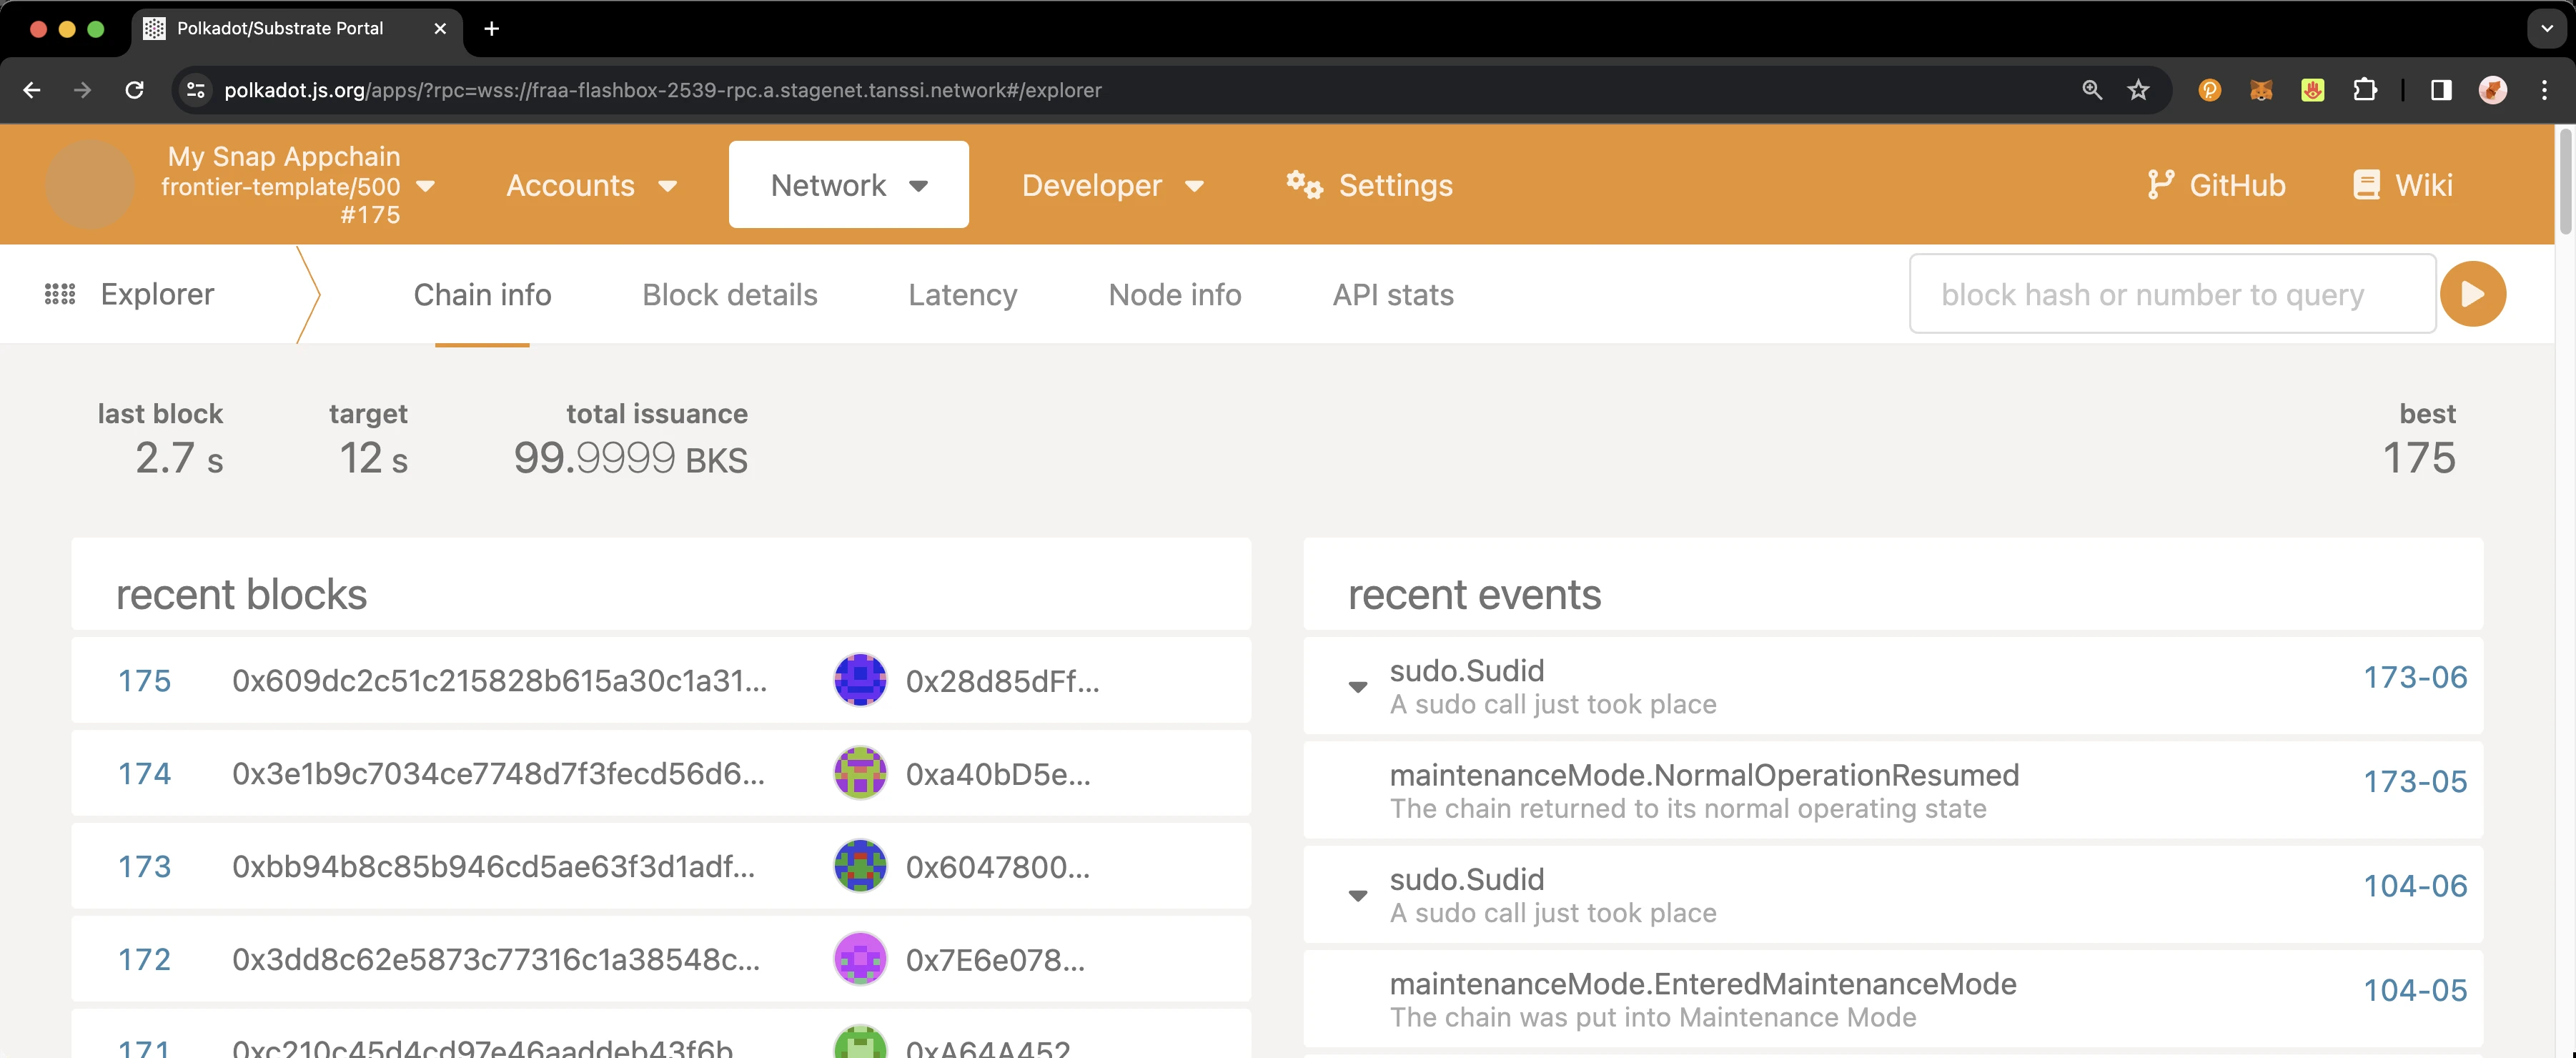 Polkadot/Substrate Portal
polkadot.js.org/apps/?rpc=wss://fraa-flashbox-2539-rpc.a.stagenet.tanssi.network#/explorer
My Snap Appchain
frontier-template/500
#175
Accounts
Network
Developer
Settings
GitHub
Wiki
Explorer
Chain info
Block details
Latency
Node info
API stats
block hash or number to query
last block
2.7 s
target
12 s
total issuance
99.9999 BKS
best
175
recent blocks
175 0x609dc2c51c215828b615a30c1a31... 0x28d85dFf...
174 0x3e1b9c7034ce7748d7f3fecd56d6... 0xa40bD5e...
173 0xbb94b8c85b946cd5ae63f3d1adf... 0x6047800...
172 0x3dd8c62e5873c77316c1a38548c... 0x7E6e078...
171 0xc210c45d4cd97e46aaddeb43f6b 0xA64A452
recent events
sudo.Sudid 173-06
A sudo call just took place
maintenanceMode.NormalOperationResumed 173-05
The chain returned to its normal operating state
sudo.Sudid 104-06
A sudo call just took place
maintenanceMode.EnteredMaintenanceMode 104-05
The chain was put into Maintenance Mode